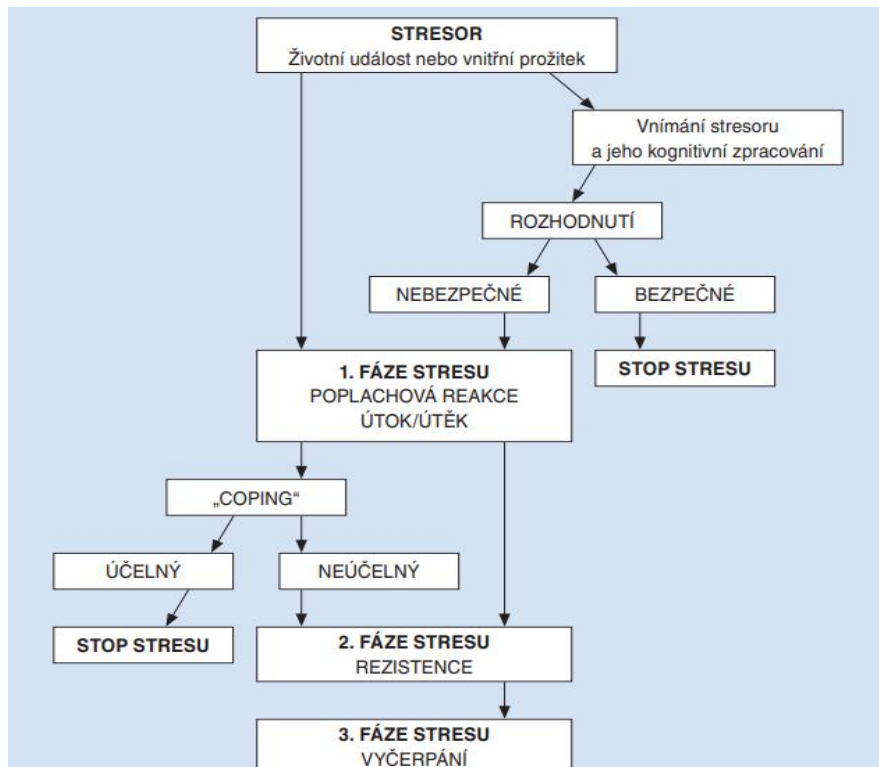 STRESOR
Životní událost nebo vnitřní prožitek
Vnímání stresoru
a jeho kognitivní zpracování
ROZHODNUTÍ
NEBEZPEČNÉ
BEZPEČNÉ
1. FÁZE STRESU
POPLACHOVÁ REAKCE
ÚTOK/ÚTĚK
STOP STRESU
„COPING“
ÚČELNÝ
NEÚČELNÝ
STOP STRESU
2. FÁZE STRESU
REZISTENCE
3. FÁZE STRESU
VYČERPÁNÍ